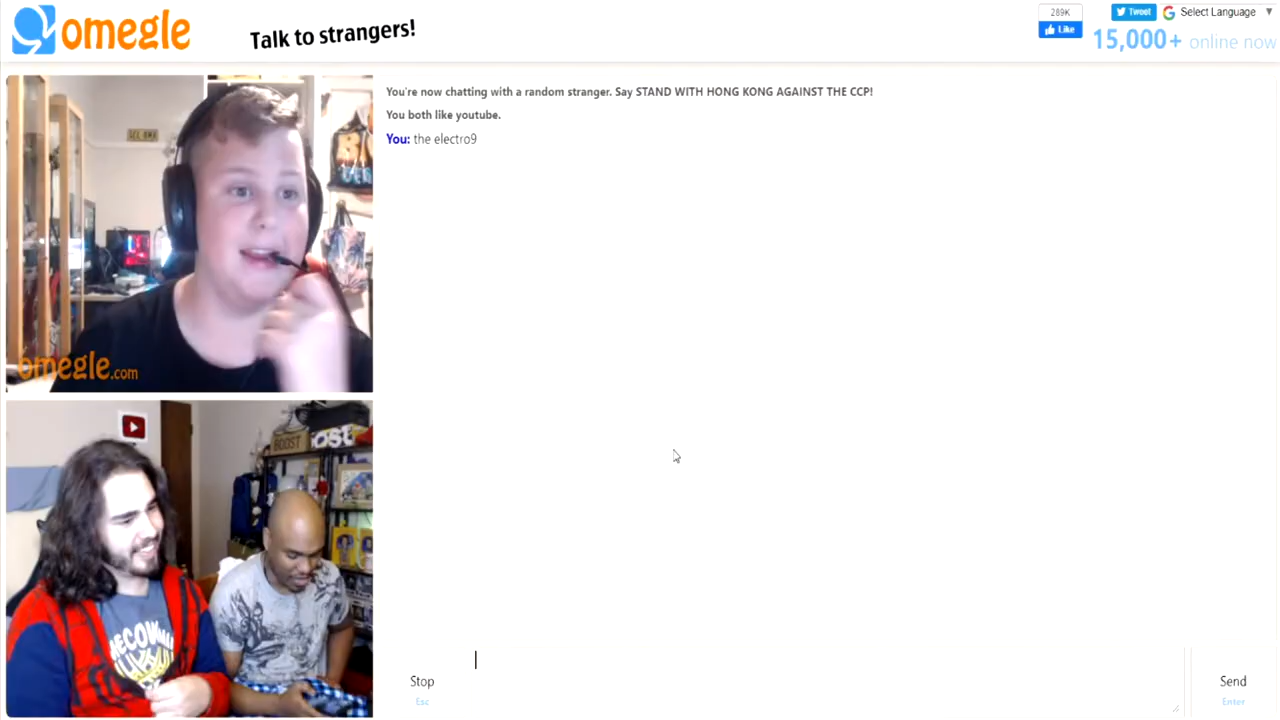 omegle
Talk to strangers!
289K
Like
Tweet
Select Language
15,000+ online now
You're now chatting with a random stranger. Say STAND WITH HONG KONG AGAINST THE CCP!
You both like youtube.
You: the electro9
omegle.com
BOOST
Stop
Esc
Send
Enter